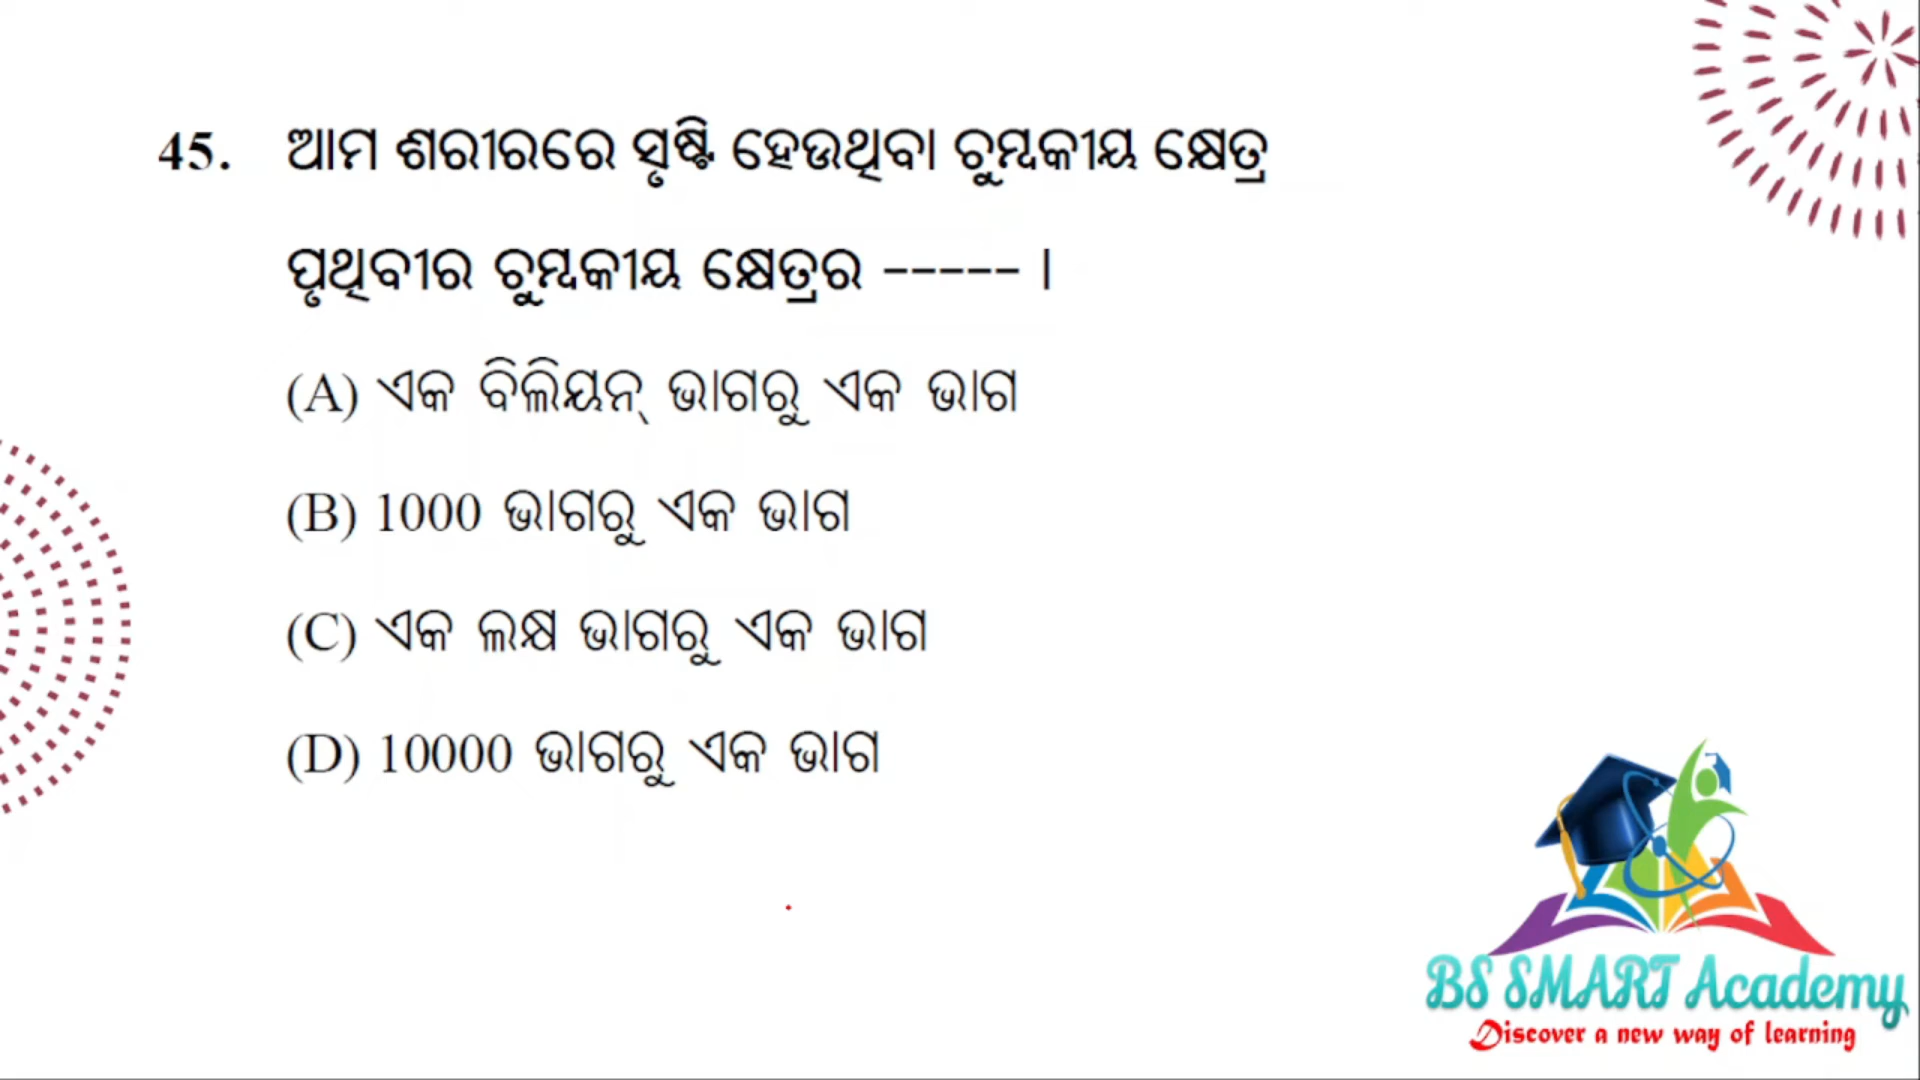 45. ଆମ ଶରୀରରେ ସୃଷ୍ଟି ହେଉଥିବା ଚୁମ୍ବକୀୟ କ୍ଷେତ୍ର
ପୃଥିବୀର ଚୁମ୍ବକୀୟ କ୍ଷେତ୍ରର ----- ।
(A) ଏକ ବିଲିୟନ୍ ଭାଗରୁ ଏକ ଭାଗ
(B) 1000 ଭାଗରୁ ଏକ ଭାଗ
(C) ଏକ ଲକ୍ଷ ଭାଗରୁ ଏକ ଭାଗ
(D) 10000 ଭାଗରୁ ଏକ ଭାଗ
BS SMART Academy
Discover a new way of learning